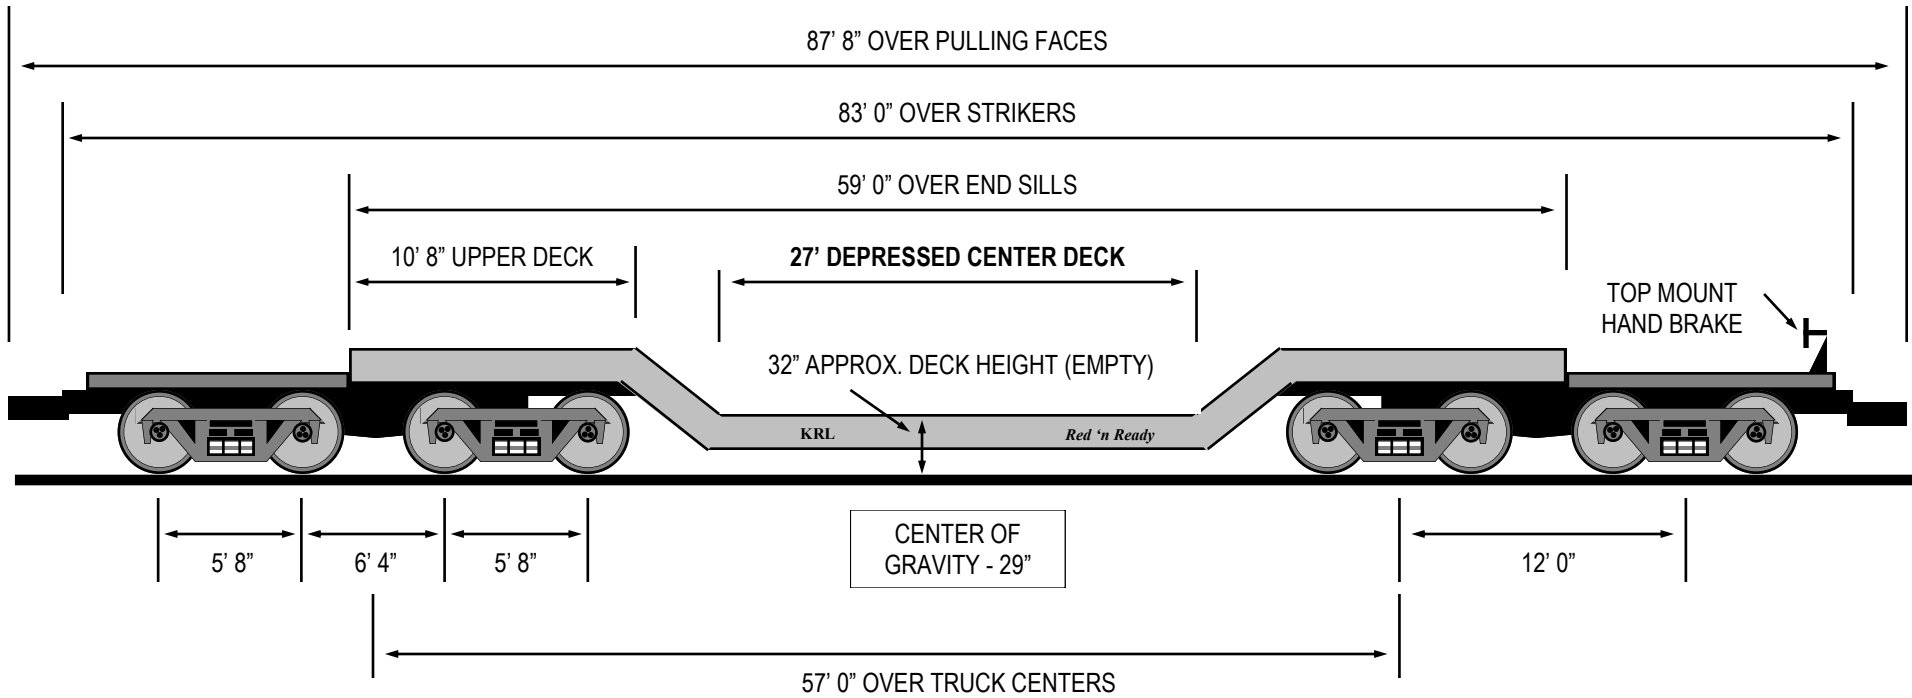 87’ 8” OVER PULLING FACES
83’ 0” OVER STRIKERS
59’ 0” OVER END SILLS
10’ 8” UPPER DECK
27’ DEPRESSED CENTER DECK
TOP MOUNT
HAND BRAKE
32” APPROX. DECK HEIGHT (EMPTY)
KRL
Red ‘n Ready
CENTER OF
GRAVITY - 29”
5’ 8”
6’ 4”
5’ 8”
12’ 0”
57’ 0” OVER TRUCK CENTERS